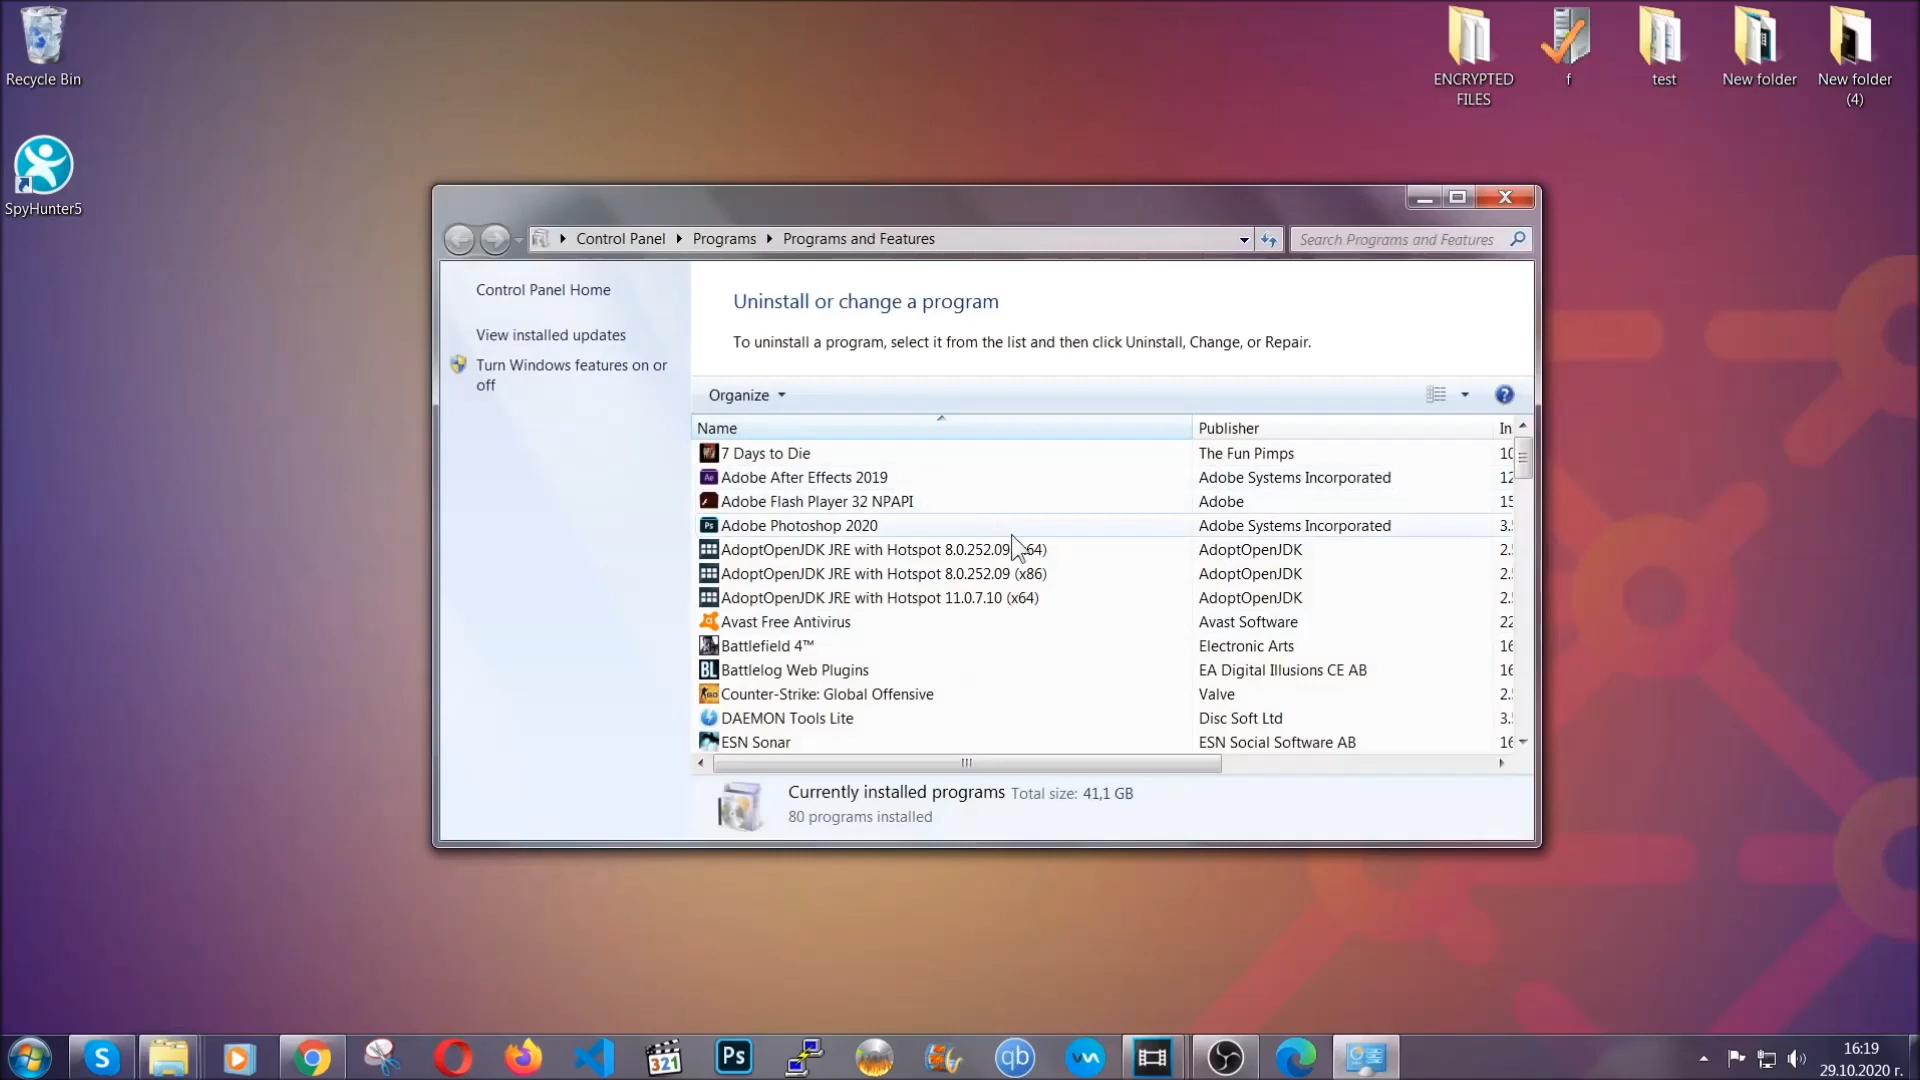 Recycle Bin
SpyHunter5
ENCRYPTED
FILES
f
test
New folder
New folder
(4)
Control Panel
Programs
Programs and Features
Search Programs and Features
Control Panel Home
View installed updates
Turn Windows features on or
off
Uninstall or change a program
To uninstall a program, select it from the list and then click Uninstall, Change, or Repair.
Organize
Name Publisher In
7 Days to Die The Fun Pimps 10
Adobe After Effects 2019 Adobe Systems Incorporated 12
Adobe Flash Player 32 NPAPI Adobe 15
Adobe Photoshop 2020 Adobe Systems Incorporated 3.
AdoptOpenJDK JRE with Hotspot 8.0.252.09 x64) AdoptOpenJDK 2.
AdoptOpenJDK JRE with Hotspot 8.0.252.09 (x86) AdoptOpenJDK 2.
AdoptOpenJDK JRE with Hotspot 11.0.7.10 (x64) AdoptOpenJDK 2.
Avast Free Antivirus Avast Software 22
Battlefield 4™ Electronic Arts 16
BL Battlelog Web Plugins EA Digital Illusions CE AB 16
Counter-Strike: Global Offensive Valve 2.
DAEMON Tools Lite Disc Soft Ltd 3.
ESN Sonar ESN Social Software AB 16
Currently installed programs Total size: 41,1 GB
80 programs installed
S
321
Ps
qb
16:19
29.10.2020 г.